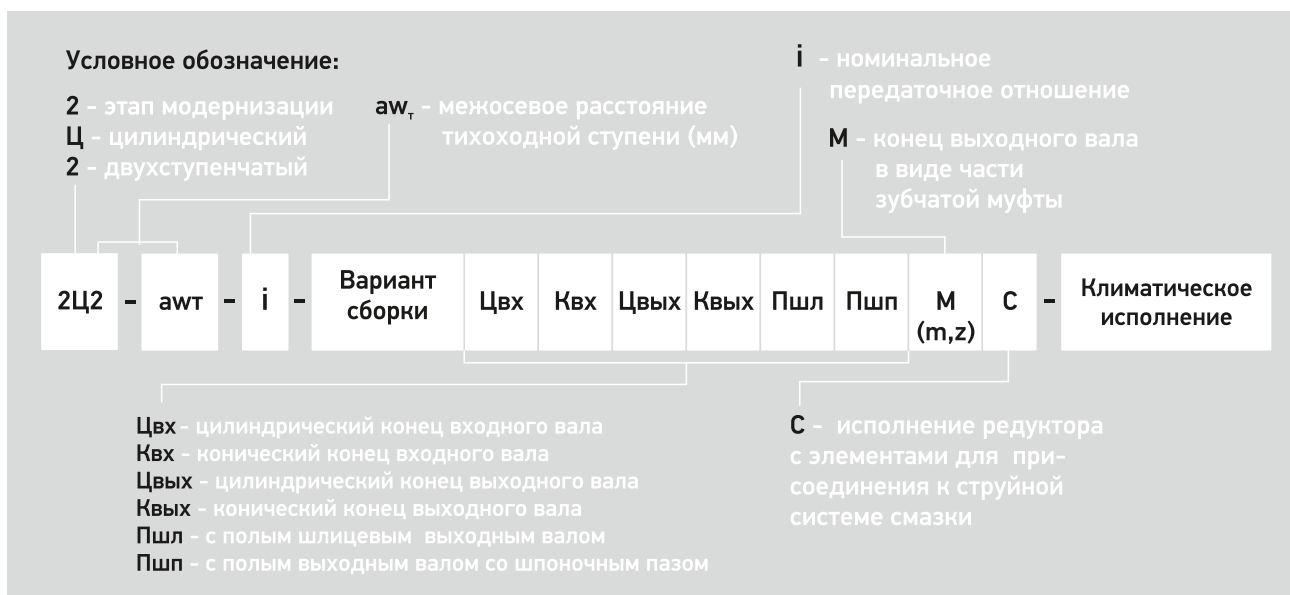 Условное обозначение:
2 - этап модернизации
Ц - цилиндрический
2 - двухступенчатый
awт - межосевое расстояние
тихоходной ступени (мм)
i - номинальное
передаточное отношение
М - конец выходного вала
в виде части
зубчатой муфты
2Ц2 - awт - i - Вариант сборки Цвх Квх Цвых Квых Пшл Пшп М (m,z) С - Климатическое исполнение
Цвх - цилиндрический конец входного вала
Квх - конический конец входного вала
Цвых - цилиндрический конец выходного вала
Квых - конический конец выходного вала
Пшл - с полым шлицевым выходным валом
Пшп - с полым выходным валом со шпоночным пазом
С - исполнение редуктора
с элементами для при-
соединения к струйной
системе смазки